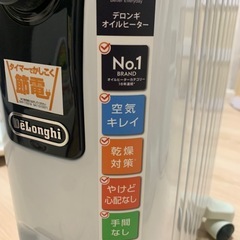 デロンギ
オイルヒーター
No.1
BRAND
タイマーでかしこく
節電
DeLonghi
空気
キレイ
乾燥
対策
やけど
心配なし
手間
なし